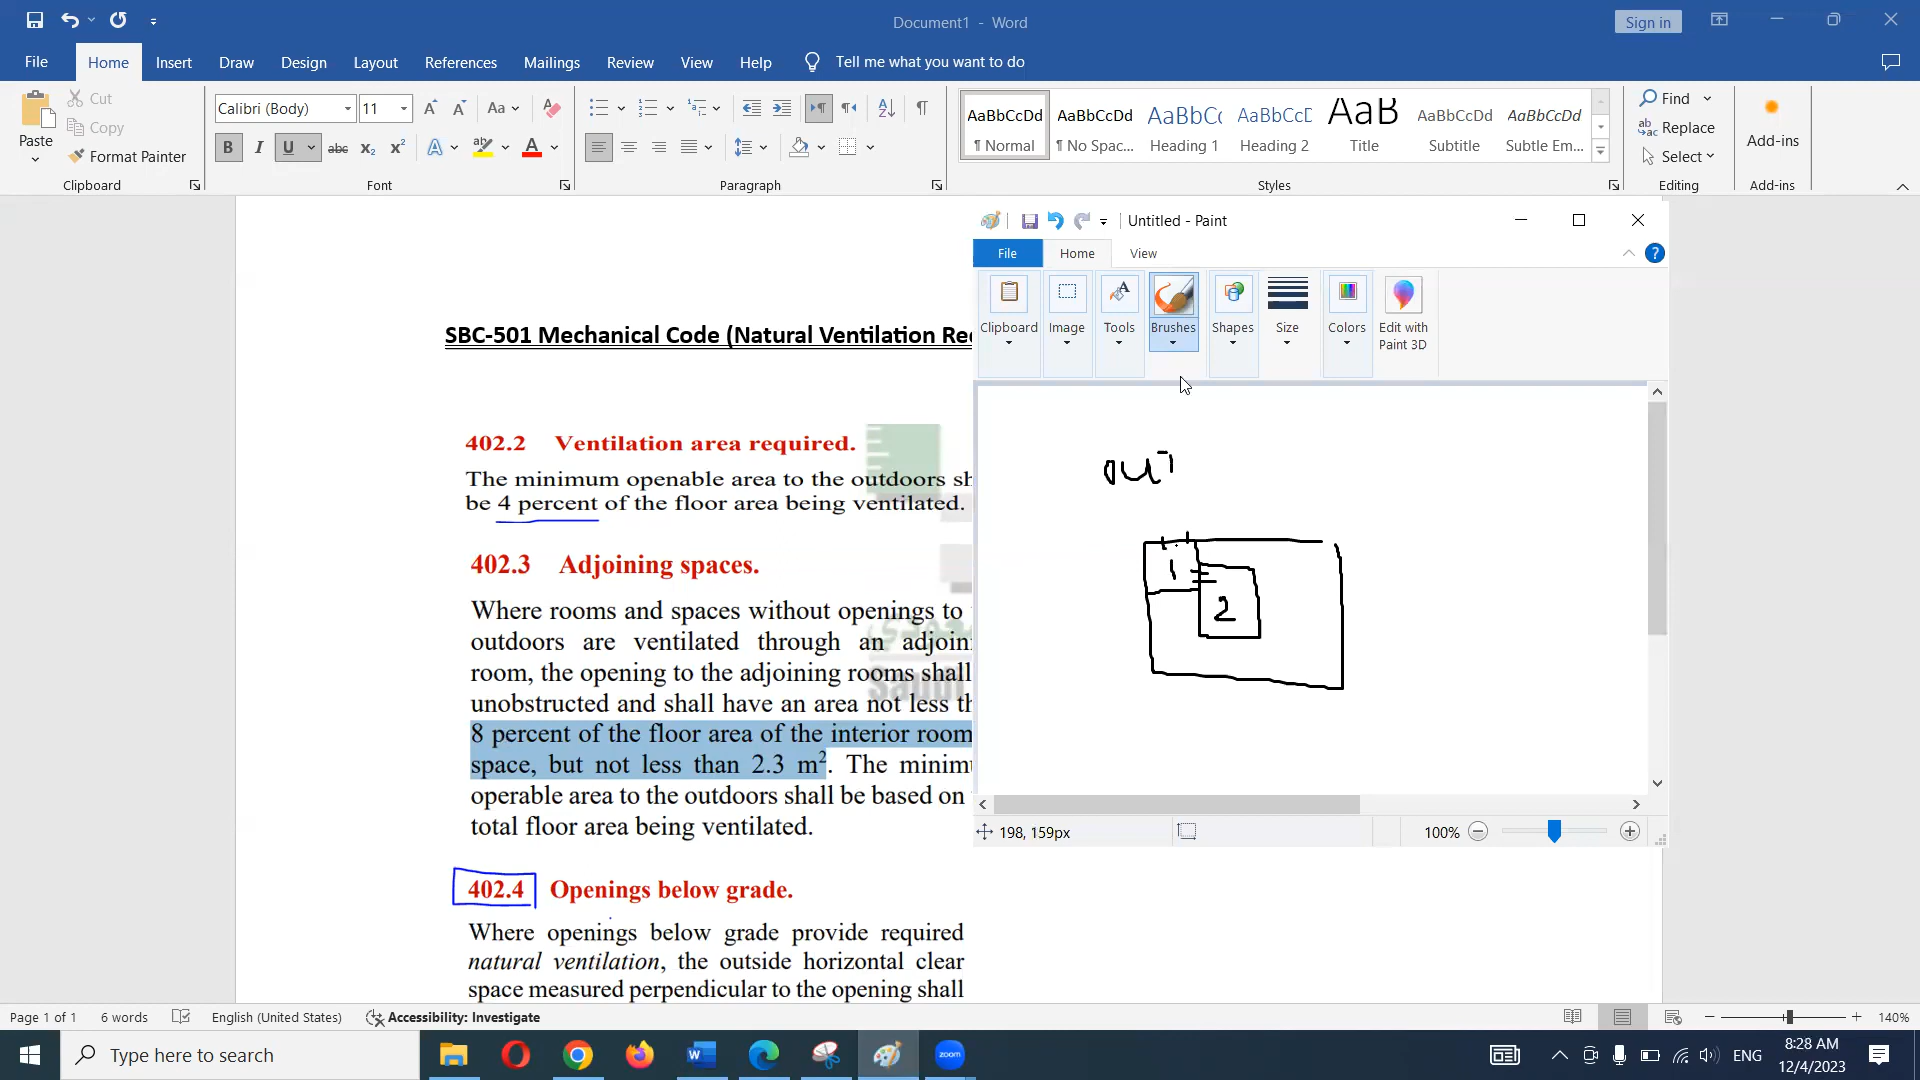 Document1 - Word
Sign in
File Home Insert Draw Design Layout References Mailings Review View Help Tell me what you want to do
Paste
Cut
Copy
Format Painter
Clipboard
Calibri (Body) 11
Aa
B I U abc x₂ x² A ab A
Font
Paragraph
AaBbCcDd AaBbCcDd AaBbCc AaBbCcD AaB AaBbCcDd AaBbCcDd
¶ Normal ¶ No Spac... Heading 1 Heading 2 Title Subtitle Subtle Em...
Styles
Find
Replace
Select
Editing
Add-ins
Add-ins
SBC-501 Mechanical Code (Natural Ventilation Re
402.2 Ventilation area required.
The minimum openable area to the outdoors sh
be 4 percent of the floor area being ventilated.
402.3 Adjoining spaces.
Where rooms and spaces without openings to
outdoors are ventilated through an adjoini
room, the opening to the adjoining rooms shall
unobstructed and shall have an area not less th
8 percent of the floor area of the interior room
space, but not less than 2.3 m².  The minim
operable area to the outdoors shall be based on
total floor area being ventilated.
402.4 Openings below grade.
Where openings below grade provide required
natural ventilation, the outside horizontal clear
space measured perpendicular to the opening shall
Saudi
Untitled - Paint
File Home View
Clipboard Image Tools Brushes Shapes Size Colors Edit with Paint 3D
out
1
2
198, 159px
100%
Page 1 of 1 6 words English (United States) Accessibility: Investigate
140%
Type here to search
zoom
ENG
8:28 AM
12/4/2023